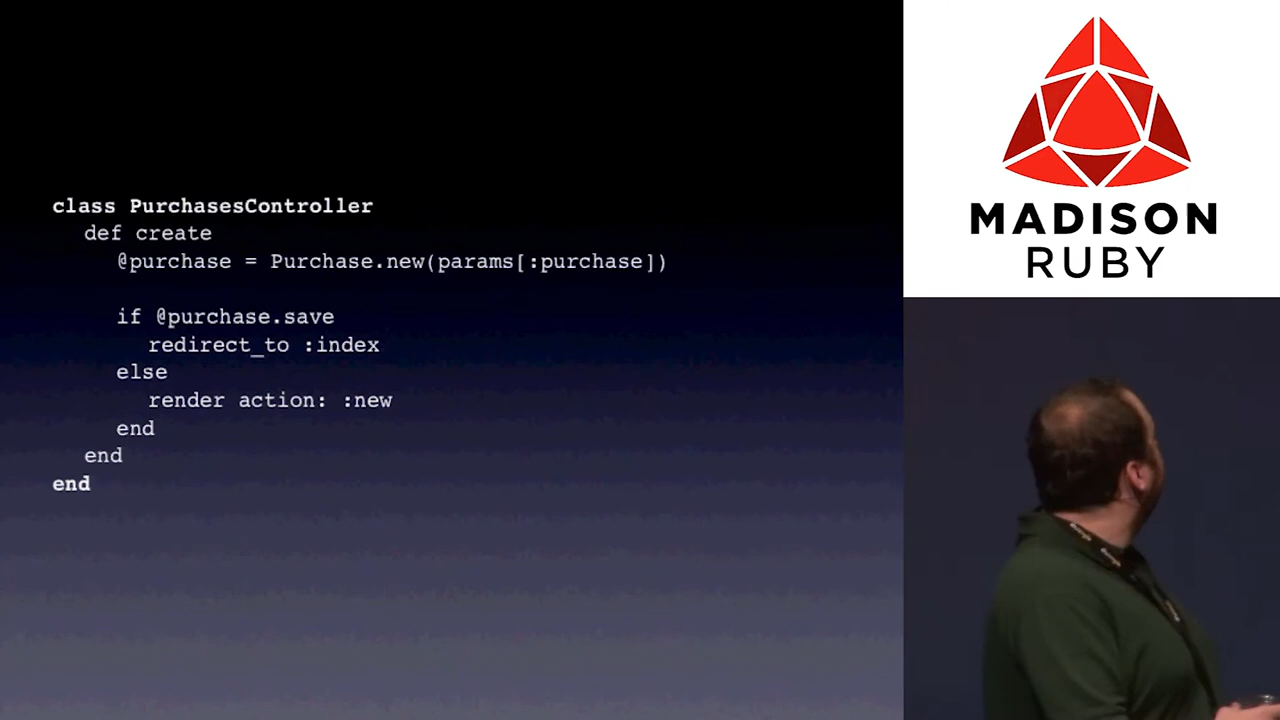 class PurchasesController
def create
@purchase = Purchase.new(params[:purchase])
if @purchase.save
redirect_to :index
else
render action: :new
end
end
end
MADISON
RUBY